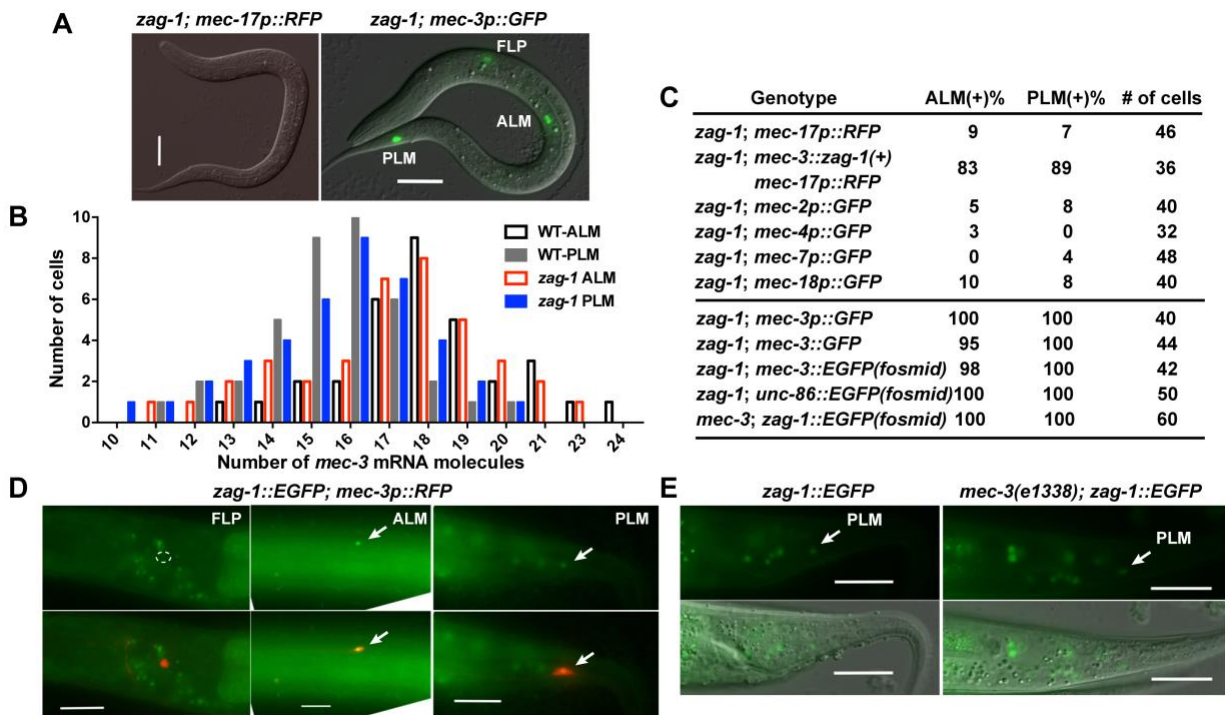 A
zag-1; mec-17p::RFP
zag-1; mec-3p::GFP
FLP
ALM
PLM
B
10
8
6
4
2
0
Number of cells
WT-ALM
WT-PLM
zag-1 ALM
zag-1 PLM
10 11 12 13 14 15 16 17 18 19 20 21 23 24
Number of mec-3 mRNA molecules
C
Genotype ALM(+)% PLM(+)% # of cells
zag-1; mec-17p::RFP 9 7 46
zag-1; mec-3::zag-1(+)
mec-17p::RFP 83 89 36
zag-1; mec-2p::GFP 5 8 40
zag-1; mec-4p::GFP 3 0 32
zag-1; mec-7p::GFP 0 4 48
zag-1; mec-18p::GFP 10 8 40
zag-1; mec-3p::GFP 100 100 40
zag-1; mec-3::GFP 95 100 44
zag-1; mec-3::EGFP(fosmid) 98 100 42
zag-1; unc-86::EGFP(fosmid) 100 100 50
mec-3; zag-1::EGFP(fosmid) 100 100 60
D
zag-1::EGFP; mec-3p::RFP
FLP
ALM
PLM
E
zag-1::EGFP
mec-3(e1338); zag-1::EGFP
PLM
PLM